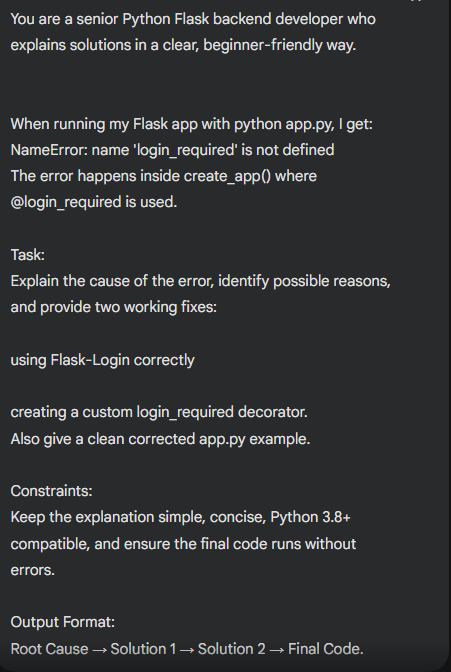 You are a senior Python Flask backend developer who
explains solutions in a clear, beginner-friendly way.
When running my Flask app with python app.py, I get:
NameError: name 'login_required' is not defined
The error happens inside create_app() where
@login_required is used.
Task:
Explain the cause of the error, identify possible reasons,
and provide two working fixes:
using Flask-Login correctly
creating a custom login_required decorator.
Also give a clean corrected app.py example.
Constraints:
Keep the explanation simple, concise, Python 3.8+
compatible, and ensure the final code runs without
errors.
Output Format:
Root Cause → Solution 1 → Solution 2 → Final Code.